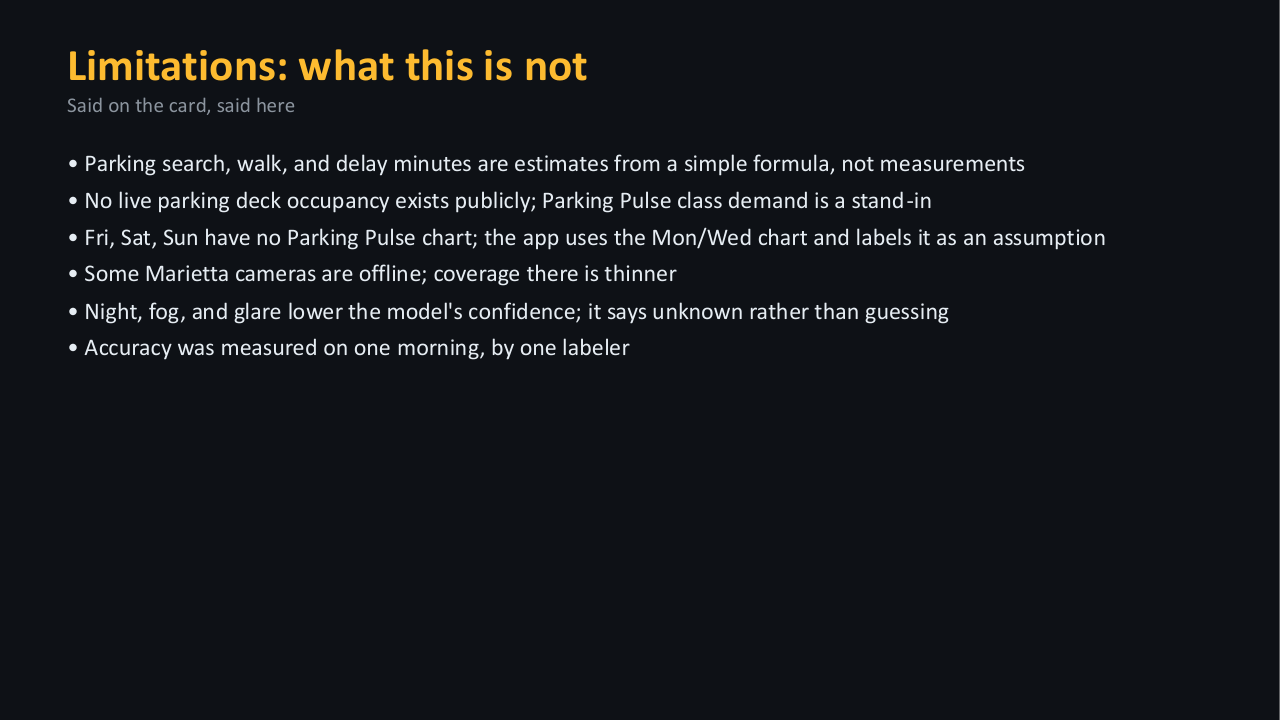 Limitations: what this is not
Said on the card, said here
• Parking search, walk, and delay minutes are estimates from a simple formula, not measurements
• No live parking deck occupancy exists publicly; Parking Pulse class demand is a stand-in
• Fri, Sat, Sun have no Parking Pulse chart; the app uses the Mon/Wed chart and labels it as an assumption
• Some Marietta cameras are offline; coverage there is thinner
• Night, fog, and glare lower the model's confidence; it says unknown rather than guessing
• Accuracy was measured on one morning, by one labeler